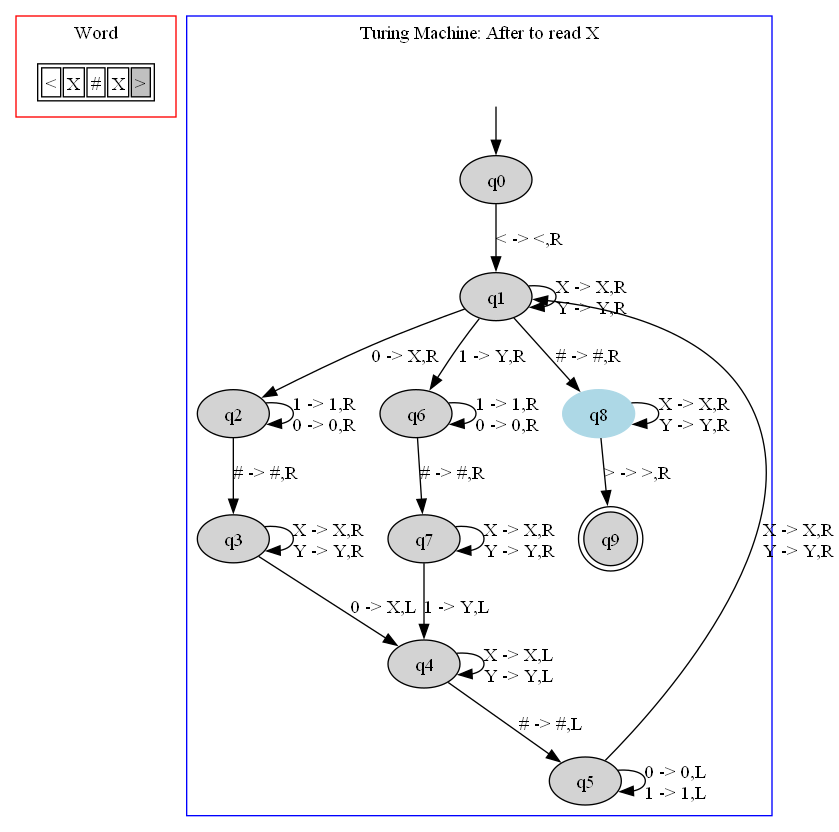 Word
Turing Machine: After to read X
< X # X >
q0
< -> <,R
q1
X -> X,R
Y -> Y,R
0 -> X,R
1 -> Y,R
# -> #,R
q2
1 -> 1,R
0 -> 0,R
q6
1 -> 1,R
0 -> 0,R
q8
X -> X,R
Y -> Y,R
# -> #,R
# -> #,R
> -> >,R
q3
X -> X,R
Y -> Y,R
q7
X -> X,R
Y -> Y,R
q9
X -> X,R
Y -> Y,R
0 -> X,L
1 -> Y,L
q4
X -> X,L
Y -> Y,L
# -> #,L
q5
0 -> 0,L
1 -> 1,L